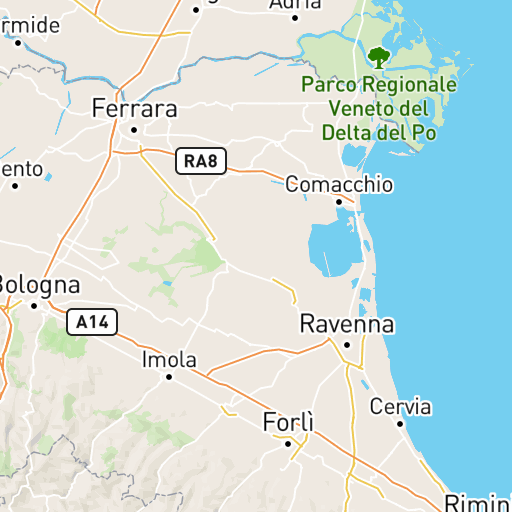 Adria
rmide
Parco Regionale
Veneto del
Delta del Po
Ferrara
RA8
ento
Comacchio
Bologna
A14
Ravenna
Imola
Cervia
Forlì
Rimin